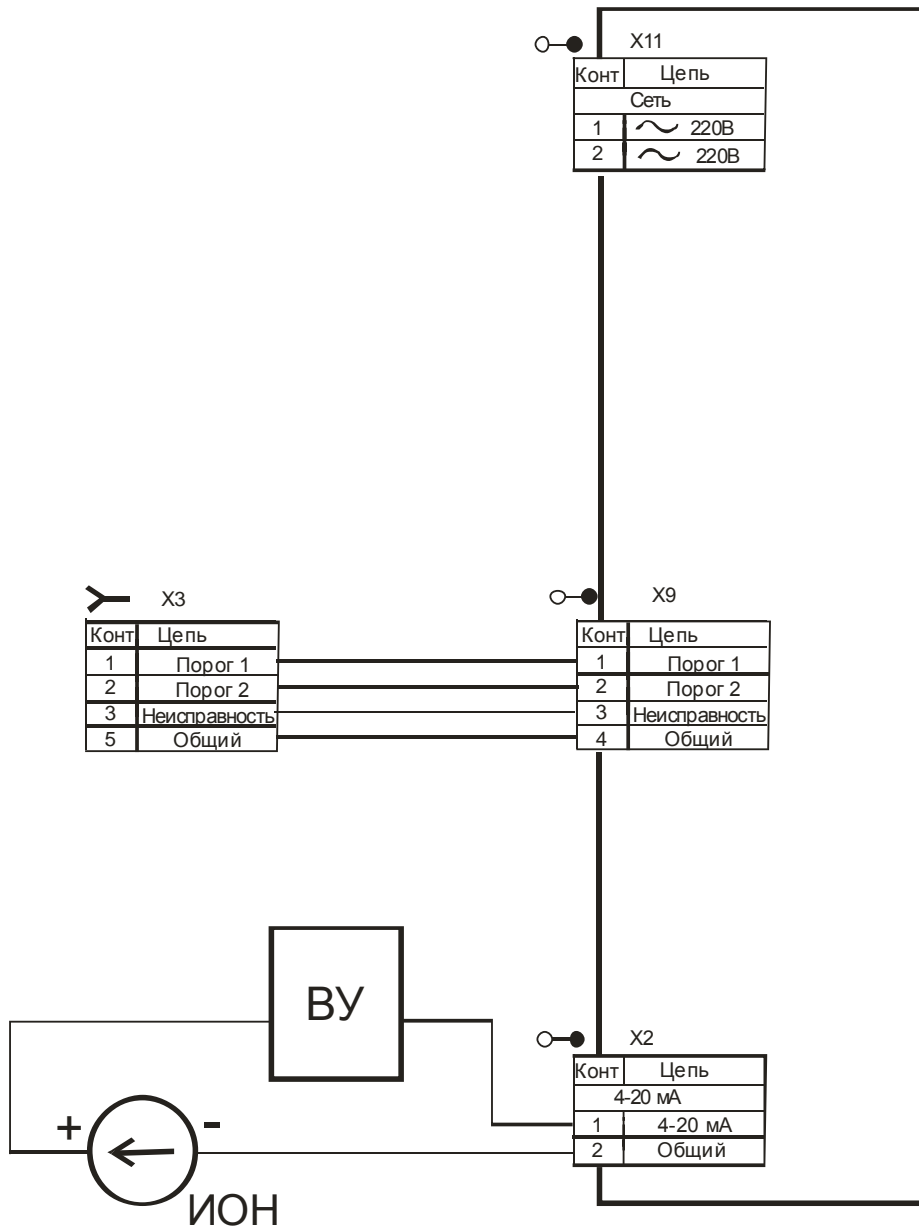 X11
Конт Цепь
Сеть
1 220В
2 220В
X3
Конт Цепь
1 Порог 1
2 Порог 2
3 Неисправность
5 Общий
X9
Конт Цепь
1 Порог 1
2 Порог 2
3 Неисправность
4 Общий
ВУ
X2
Конт Цепь
4-20 мА
1 4-20 мА
2 Общий
+ -
ИОН